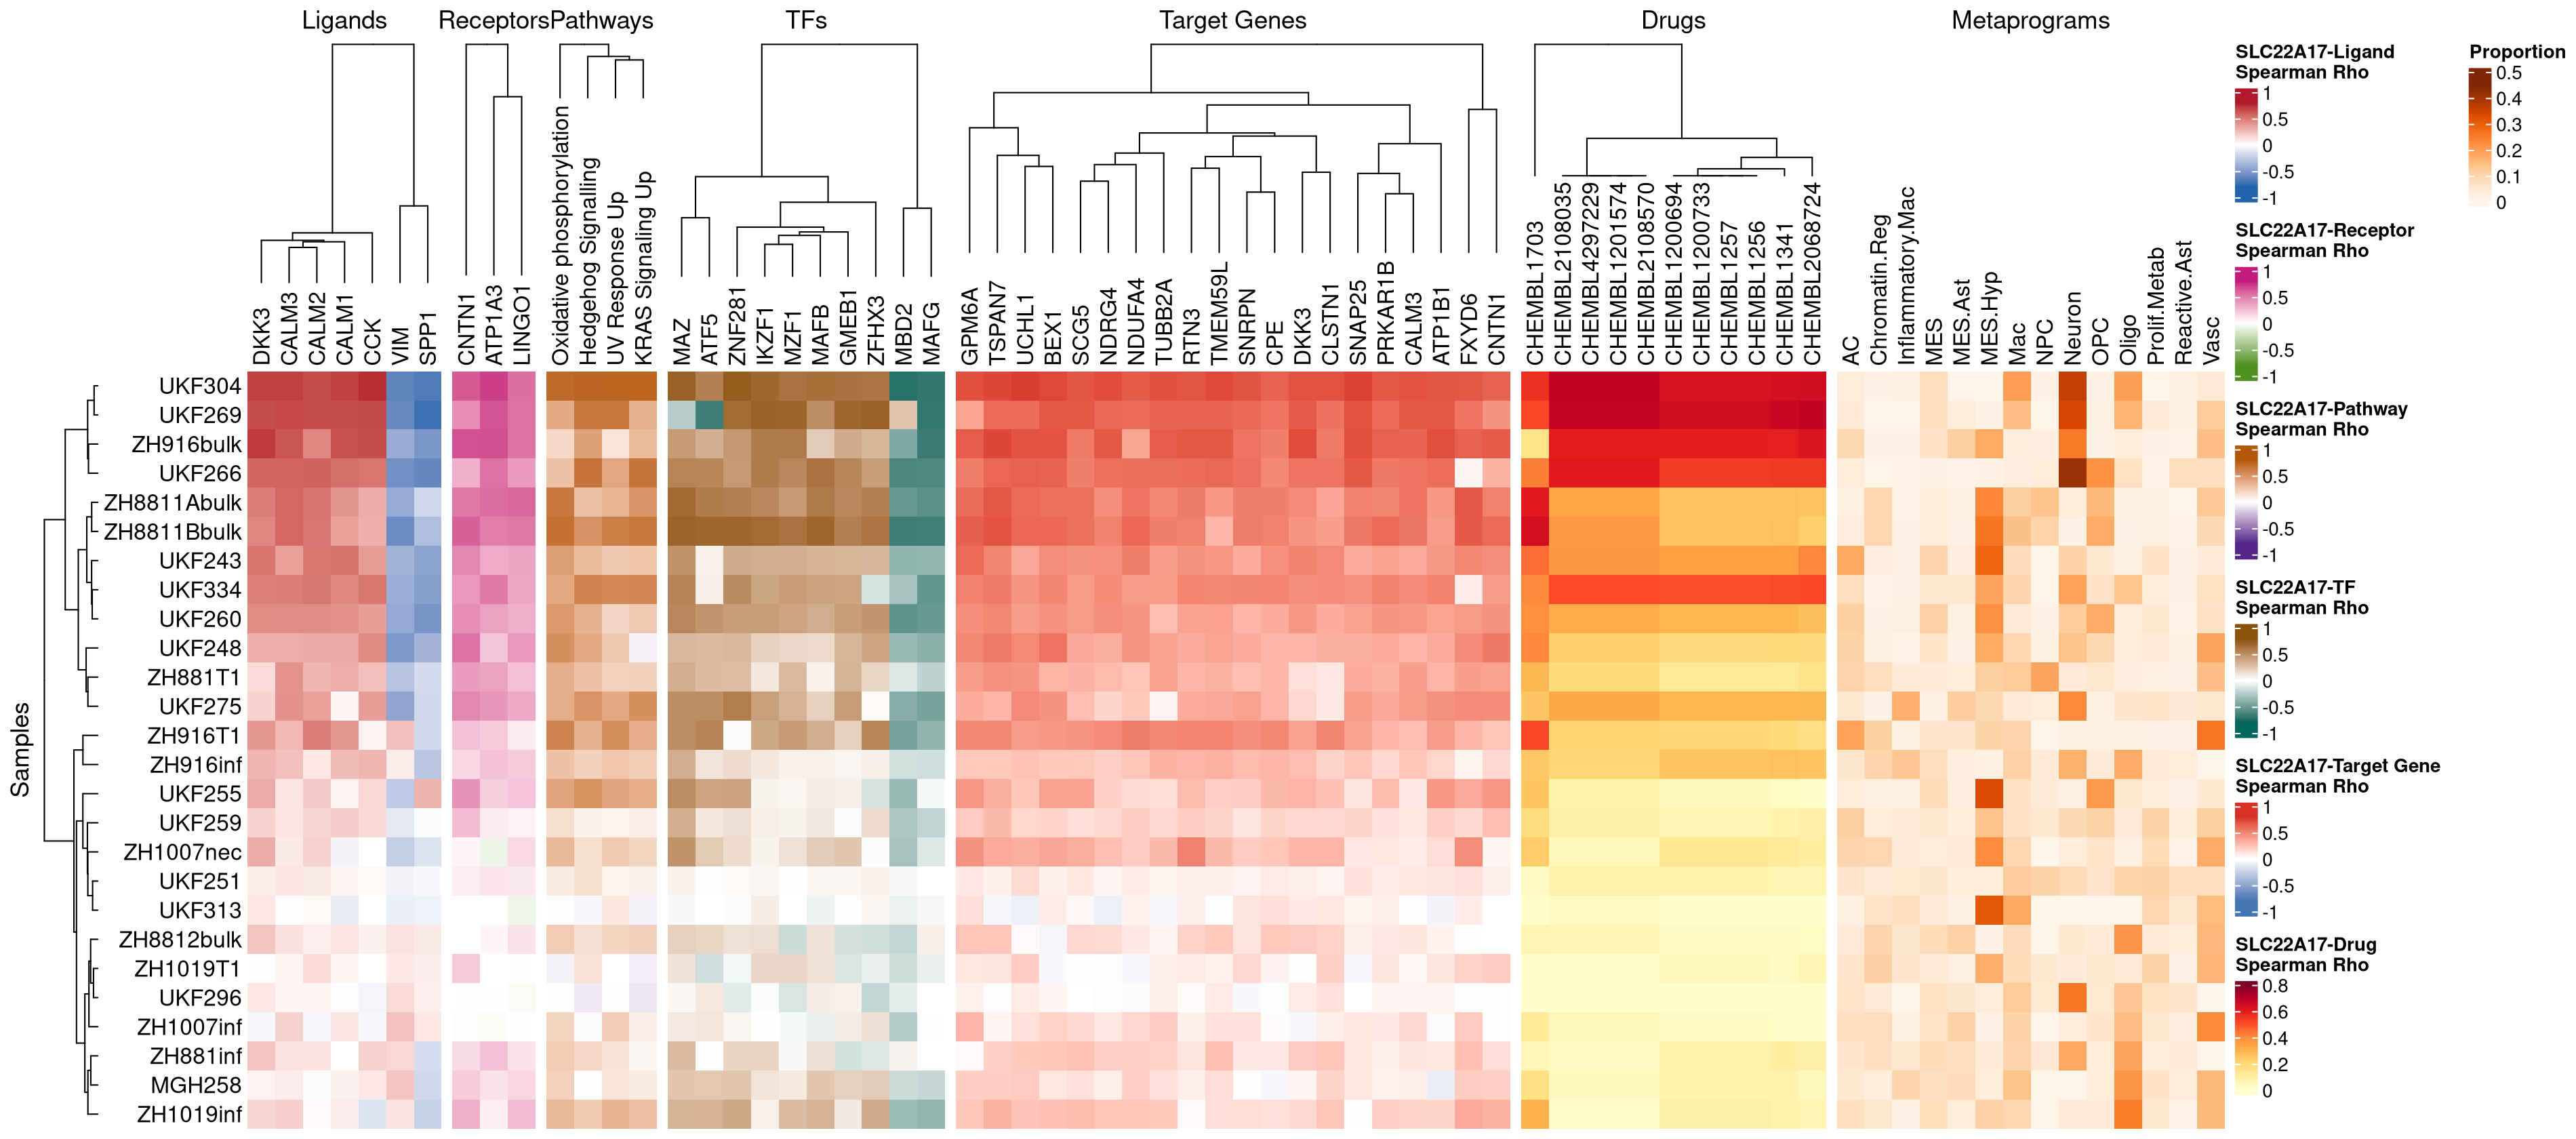 Ligands
Receptors
Pathways
TFs
Target Genes
Drugs
Metaprograms
DKK3
CALM3
CALM2
CALM1
CCK
VIM
SPP1
CNTN1
ATP1A3
LINGO1
Oxidative phosphorylation
Hedgehog Signalling
UV Response Up
KRAS Signaling Up
MAZ
ATF5
ZNF281
IKZF1
MZF1
MAFB
GMEB1
ZFHX3
MBD2
MAFG
GPM6A
TSPAN7
UCHL1
BEX1
SCG5
NDRG4
NDUFA4
TUBB2A
RTN3
TMEM59L
SNRPN
CPE
DKK3
CLSTN1
SNAP25
PRKAR1B
CALM3
ATP1B1
FXYD6
CNTN1
CHEMBL1703
CHEMBL2108035
CHEMBL4297229
CHEMBL1201574
CHEMBL2108570
CHEMBL1200694
CHEMBL1200733
CHEMBL1257
CHEMBL1256
CHEMBL1341
CHEMBL2068724
AC
Chromatin.Reg
Inflammatory.Mac
MES
MES.Ast
MES.Hyp
Mac
NPC
Neuron
OPC
Oligo
Prolif.Metab
Reactive.Ast
Vasc
Samples
UKF304
UKF269
ZH916bulk
UKF266
ZH8811Abulk
ZH8811Bbulk
UKF243
UKF334
UKF260
UKF248
ZH881T1
UKF275
ZH916T1
ZH916inf
UKF255
UKF259
ZH1007nec
UKF251
UKF313
ZH8812bulk
ZH1019T1
UKF296
ZH1007inf
ZH881inf
MGH258
ZH1019inf
SLC22A17-Ligand
Spearman Rho
1
0.5
0
-0.5
-1
SLC22A17-Receptor
Spearman Rho
1
0.5
0
-0.5
-1
SLC22A17-Pathway
Spearman Rho
1
0.5
0
-0.5
-1
SLC22A17-TF
Spearman Rho
1
0.5
0
-0.5
-1
SLC22A17-Target Gene
Spearman Rho
1
0.5
0
-0.5
-1
SLC22A17-Drug
Spearman Rho
0.8
0.6
0.4
0.2
0
Proportion
0.5
0.4
0.3
0.2
0.1
0